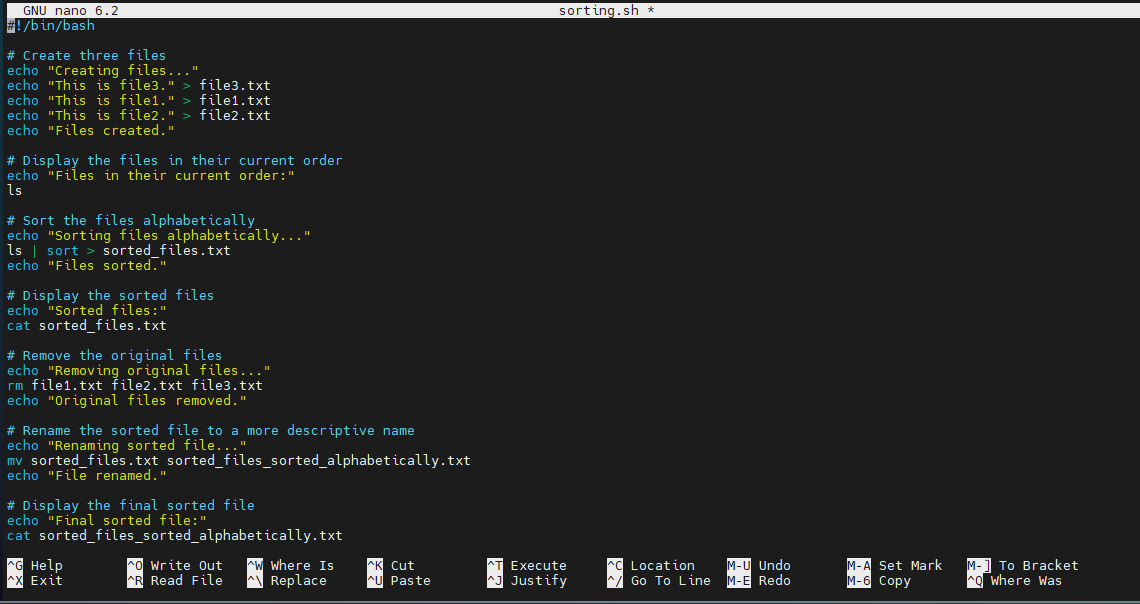 GNU nano 6.2 sorting.sh *
#!/bin/bash
# Create three files
echo "Creating files..."
echo "This is file3." > file3.txt
echo "This is file1." > file1.txt
echo "This is file2." > file2.txt
echo "Files created."
# Display the files in their current order
echo "Files in their current order:"
ls
# Sort the files alphabetically
echo "Sorting files alphabetically..."
ls | sort > sorted_files.txt
echo "Files sorted."
# Display the sorted files
echo "Sorted files:"
cat sorted_files.txt
# Remove the original files
echo "Removing original files..."
rm file1.txt file2.txt file3.txt
echo "Original files removed."
# Rename the sorted file to a more descriptive name
echo "Renaming sorted file..."
mv sorted_files.txt sorted_files_sorted_alphabetically.txt
echo "File renamed."
# Display the final sorted file
echo "Final sorted file:"
cat sorted_files_sorted_alphabetically.txt
^G Help ^O Write Out ^W Where Is ^K Cut ^T Execute ^C Location M-U Undo M-A Set Mark M-] To Bracket
^X Exit ^R Read File ^\ Replace ^U Paste ^J Justify ^/ Go To Line M-E Redo M-6 Copy ^Q Where Was